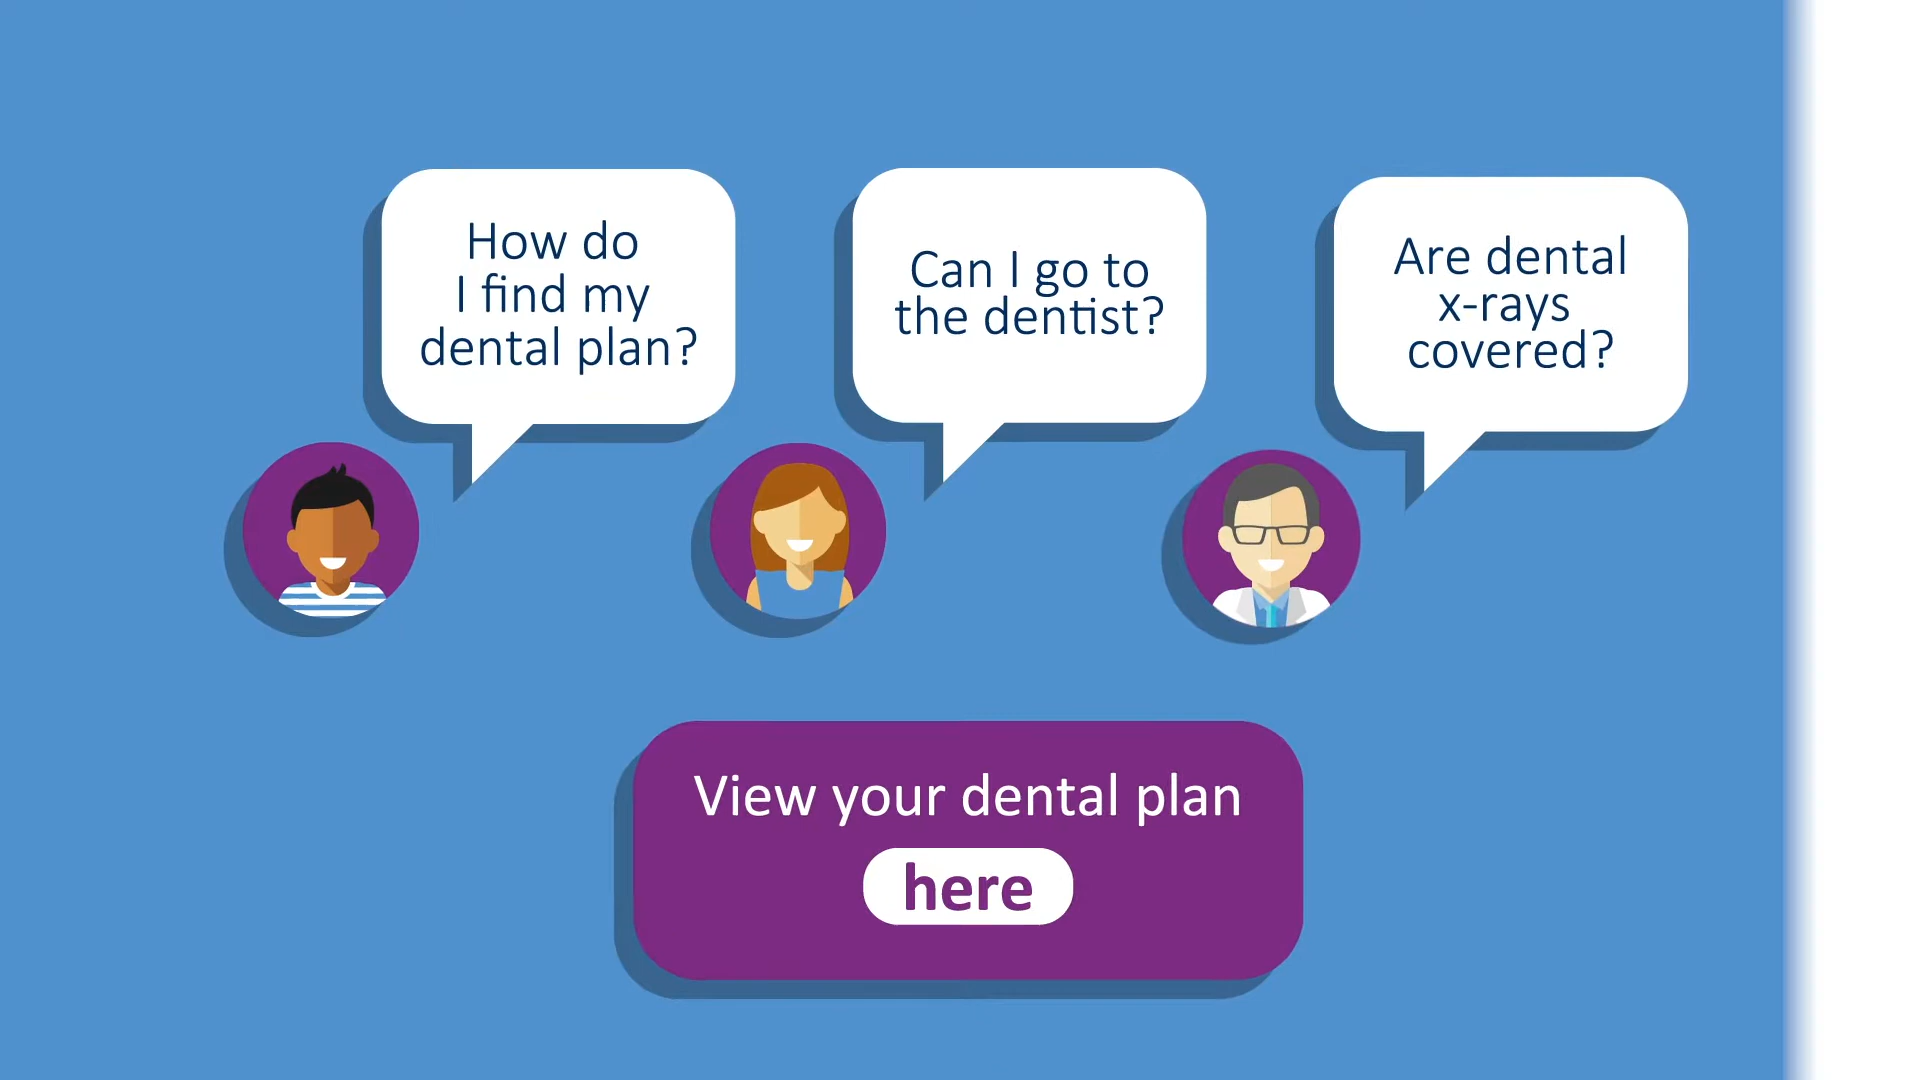 How do
I find my
dental plan?
Can I go to
the dentist?
Are dental
x-rays
covered?
View your dental plan
here